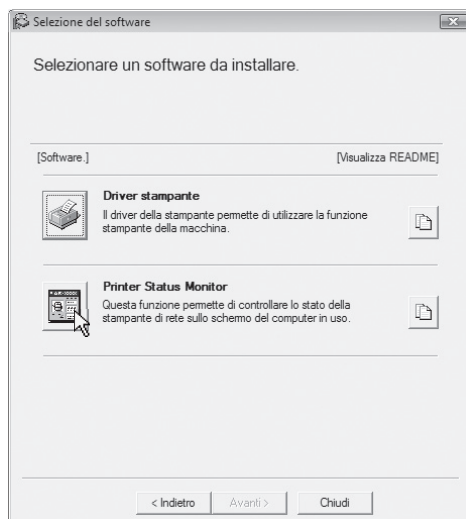 Selezione del software
Selezionare un software da installare.
[Software.] [Visualizza README]
Driver stampante
Il driver della stampante permette di utilizzare la funzione
stampante della macchina.
Printer Status Monitor
Questa funzione permette di controllare lo stato della
stampante di rete sullo schermo del computer in uso.
< Indietro Avanti > Chiudi